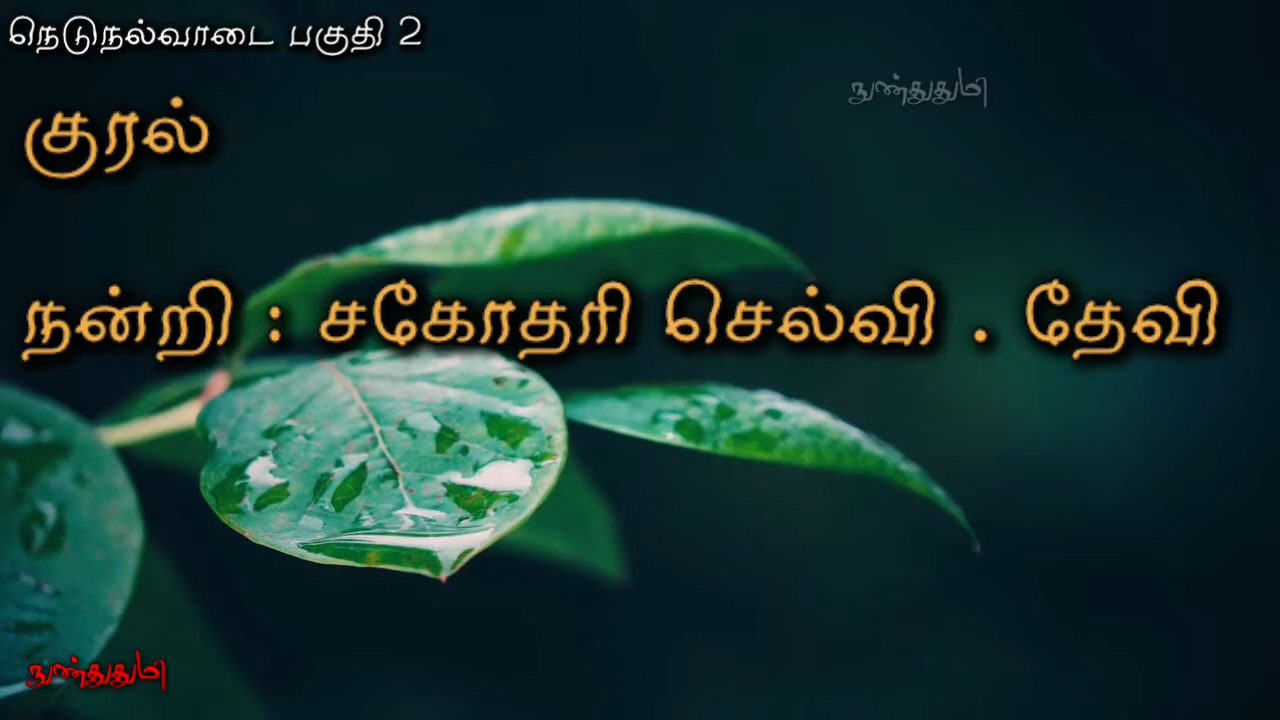 நெடுநல்வாடை பகுதி 2
நுண்துதுமி
குரல்
நன்றி : சகோதரி செல்வி . தேவி
நுண்துதுமி